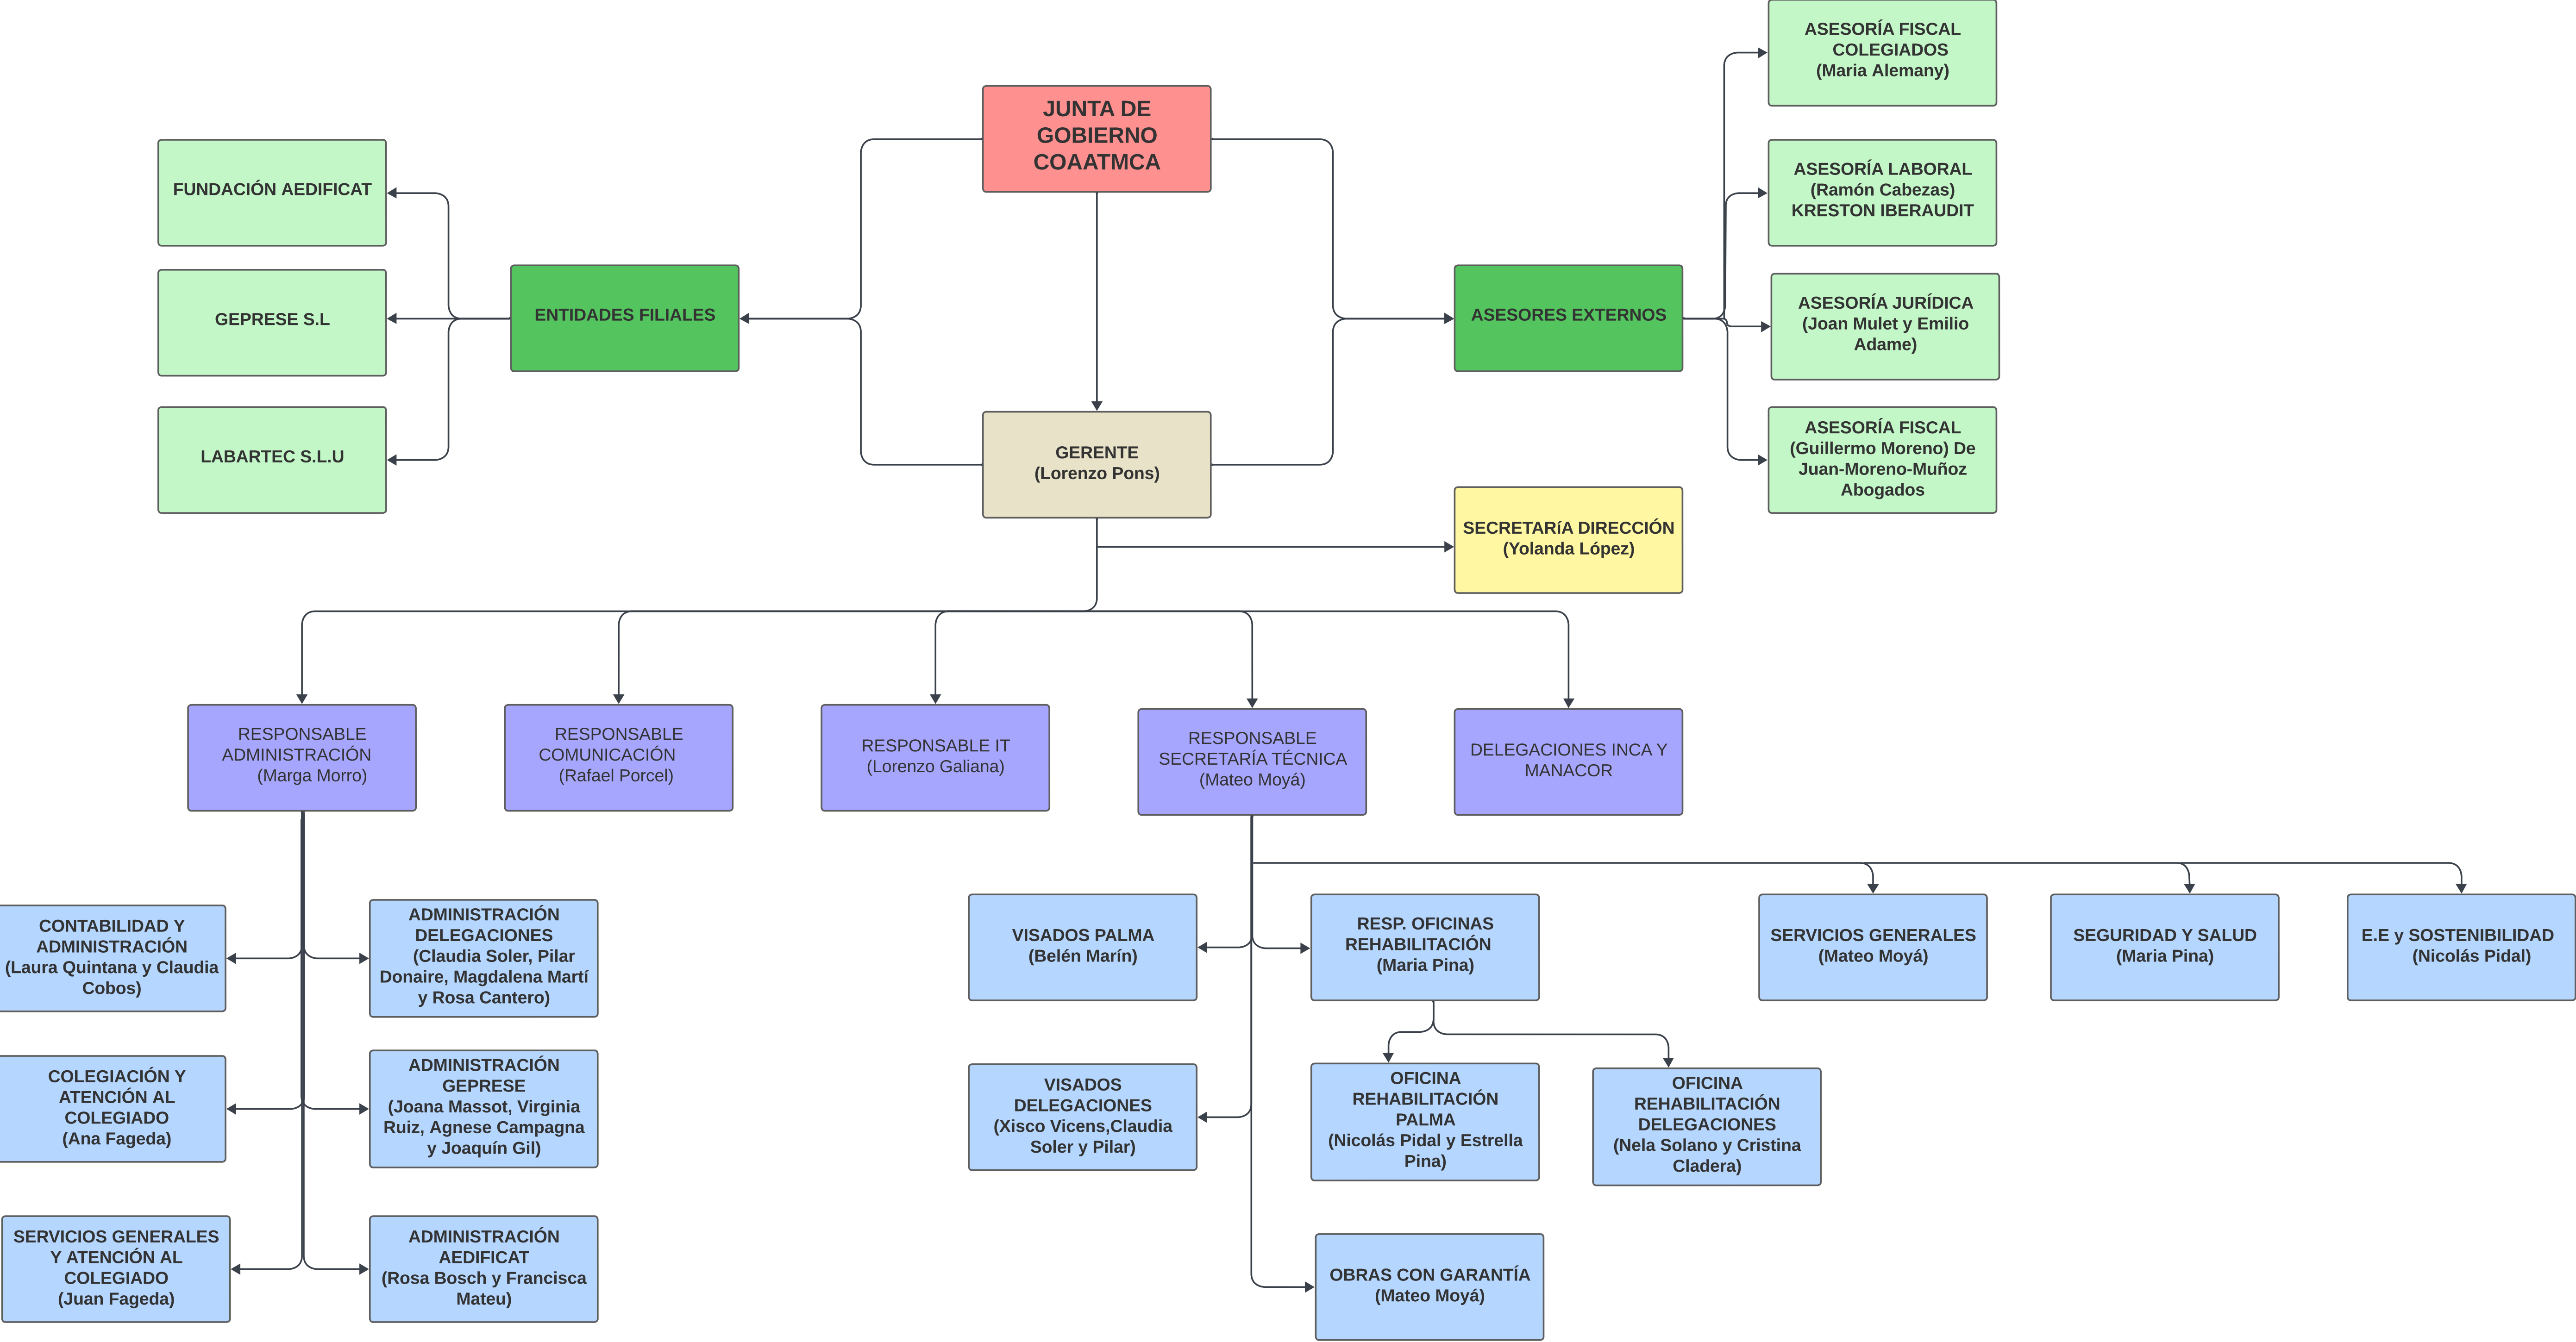 ASESORÍA FISCAL
COLEGIADOS
(Maria Alemany)
JUNTA DE
GOBIERNO
COAATMCA
FUNDACIÓN AEDIFICAT
ASESORÍA LABORAL
(Ramón Cabezas)
KRESTON IBERAUDIT
GEPRESE S.L
ENTIDADES FILIALES
ASESORES EXTERNOS
ASESORÍA JURÍDICA
(Joan Mulet y Emilio
Adame)
LABARTEC S.L.U
GERENTE
(Lorenzo Pons)
ASESORÍA FISCAL
(Guillermo Moreno) De
Juan-Moreno-Muñoz
Abogados
SECRETARíA DIRECCIÓN
(Yolanda López)
RESPONSABLE
ADMINISTRACIÓN
(Marga Morro)
RESPONSABLE
COMUNICACIÓN
(Rafael Porcel)
RESPONSABLE IT
(Lorenzo Galiana)
RESPONSABLE
SECRETARÍA TÉCNICA
(Mateo Moyá)
DELEGACIONES INCA Y
MANACOR
CONTABILIDAD Y
ADMINISTRACIÓN
(Laura Quintana y Claudia
Cobos)
ADMINISTRACIÓN
DELEGACIONES
(Claudia Soler, Pilar
Donaire, Magdalena Martí
y Rosa Cantero)
VISADOS PALMA
(Belén Marín)
RESP. OFICINAS
REHABILITACIÓN
(Maria Pina)
SERVICIOS GENERALES
(Mateo Moyá)
SEGURIDAD Y SALUD
(Maria Pina)
E.E y SOSTENIBILIDAD
(Nicolás Pidal)
COLEGIACIÓN Y
ATENCIÓN AL
COLEGIADO
(Ana Fageda)
ADMINISTRACIÓN
GEPRESE
(Joana Massot, Virginia
Ruiz, Agnese Campagna
y Joaquín Gil)
VISADOS
DELEGACIONES
(Xisco Vicens,Claudia
Soler y Pilar)
OFICINA
REHABILITACIÓN
PALMA
(Nicolás Pidal y Estrella
Pina)
OFICINA
REHABILITACIÓN
DELEGACIONES
(Nela Solano y Cristina
Cladera)
SERVICIOS GENERALES
Y ATENCIÓN AL
COLEGIADO
(Juan Fageda)
ADMINISTRACIÓN
AEDIFICAT
(Rosa Bosch y Francisca
Mateu)
OBRAS CON GARANTÍA
(Mateo Moyá)